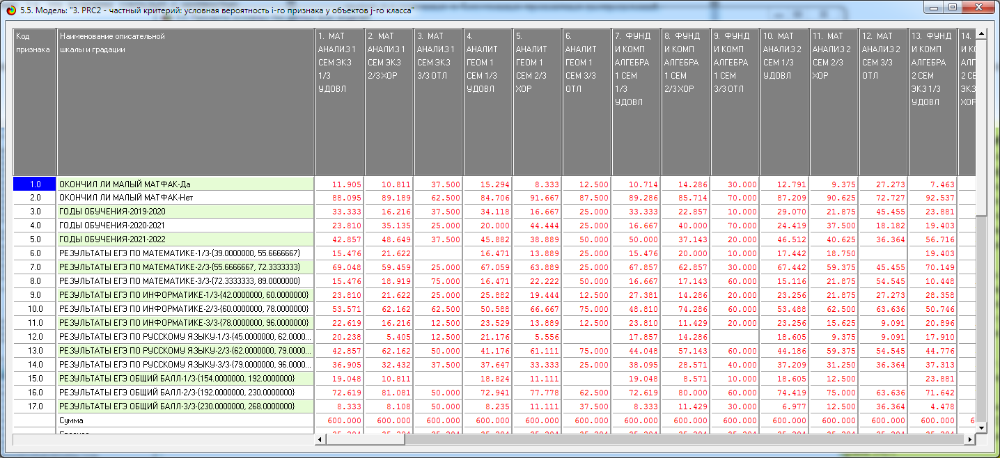 5.5. Модель: "3. PRC2 - частный критерий: условная вероятность i-го признака у объектов j-го класса"
Код признака Наименование описательной шкалы и градации 1. МАТ АНАЛИЗ 1 СЕМ ЭКЗ 1/3 УДОВЛ 2. МАТ АНАЛИЗ 1 СЕМ ЭКЗ 2/3 ХОР 3. МАТ АНАЛИЗ 1 СЕМ ЭКЗ 3/3 ОТЛ 4. АНАЛИТ ГЕОМ 1 СЕМ 1/3 УДОВЛ 5. АНАЛИТ ГЕОМ 1 СЕМ 2/3 ХОР 6. АНАЛИТ ГЕОМ 1 СЕМ 3/3 ОТЛ 7. ФУНД И КОМП АЛГЕБРА 1 СЕМ 1/3 УДОВЛ 8. ФУНД И КОМП АЛГЕБРА 1 СЕМ 2/3 ХОР 9. ФУНД И КОМП АЛГЕБРА 1 СЕМ 3/3 ОТЛ 10. МАТ АНАЛИЗ 2 СЕМ 1/3 УДОВЛ 11. МАТ АНАЛИЗ 2 СЕМ 2/3 ХОР 12. МАТ АНАЛИЗ 2 СЕМ 3/3 ОТЛ 13. ФУНД И КОМП АЛГЕБРА 2 СЕМ ЭКЗ 1/3 УДОВЛ 14.
1.0 ОКОНЧИЛ ЛИ МАЛЫЙ МАТФАК-Да 11.905 10.811 37.500 15.294 8.333 12.500 10.714 14.286 30.000 12.791 9.375 27.273 7.463
2.0 ОКОНЧИЛ ЛИ МАЛЫЙ МАТФАК-Нет 88.095 89.189 62.500 84.706 91.667 87.500 89.286 85.714 70.000 87.209 90.625 72.727 92.537
3.0 ГОДЫ ОБУЧЕНИЯ-2019-2020 33.333 16.216 37.500 34.118 16.667 25.000 33.333 22.857 10.000 29.070 21.875 45.455 23.881
4.0 ГОДЫ ОБУЧЕНИЯ-2020-2021 23.810 35.135 25.000 20.000 44.444 25.000 16.667 40.000 70.000 24.419 37.500 18.182 19.403
5.0 ГОДЫ ОБУЧЕНИЯ-2021-2022 42.857 48.649 37.500 45.882 38.889 50.000 50.000 37.143 20.000 46.512 40.625 36.364 56.716
6.0 РЕЗУЛЬТАТЫ ЕГЭ ПО МАТЕМАТИКЕ-1/3-{39.0000000, 55.6666667} 15.476 21.622 16.471 13.889 25.000 15.476 20.000 10.000 17.442 18.750 19.403
7.0 РЕЗУЛЬТАТЫ ЕГЭ ПО МАТЕМАТИКЕ-2/3-{55.6666667, 72.3333333} 69.048 59.459 25.000 67.059 63.889 25.000 67.857 62.857 30.000 67.442 59.375 45.455 70.149
8.0 РЕЗУЛЬТАТЫ ЕГЭ ПО МАТЕМАТИКЕ-3/3-{72.3333333, 89.0000000} 15.476 18.919 75.000 16.471 22.222 50.000 16.667 17.143 60.000 15.116 21.875 54.545 10.448
9.0 РЕЗУЛЬТАТЫ ЕГЭ ПО ИНФОРМАТИКЕ-1/3-{42.0000000, 60.0000000} 23.810 21.622 25.000 25.882 19.444 12.500 27.381 14.286 20.000 23.256 21.875 27.273 28.358
10.0 РЕЗУЛЬТАТЫ ЕГЭ ПО ИНФОРМАТИКЕ-2/3-{60.0000000, 78.0000000} 53.571 62.162 62.500 50.588 66.667 75.000 48.810 74.286 60.000 53.488 62.500 63.636 50.746
11.0 РЕЗУЛЬТАТЫ ЕГЭ ПО ИНФОРМАТИКЕ-3/3-{78.0000000, 96.0000000} 22.619 16.216 12.500 23.529 13.889 12.500 23.810 11.429 20.000 23.256 15.625 9.091 20.896
12.0 РЕЗУЛЬТАТЫ ЕГЭ ПО РУССКОМУ ЯЗЫКУ-1/3-{45.0000000, 62.0000... 20.238 5.405 12.500 21.176 5.556 17.857 14.286 18.605 9.375 9.091 17.910
13.0 РЕЗУЛЬТАТЫ ЕГЭ ПО РУССКОМУ ЯЗЫКУ-2/3-{62.0000000, 79.0000... 42.857 62.162 50.000 41.176 61.111 75.000 44.048 57.143 60.000 44.186 59.375 54.545 44.776
14.0 РЕЗУЛЬТАТЫ ЕГЭ ПО РУССКОМУ ЯЗЫКУ-3/3-{79.0000000, 96.0000... 36.905 32.432 37.500 37.647 33.333 25.000 38.095 28.571 40.000 37.209 31.250 36.364 37.313
15.0 РЕЗУЛЬТАТЫ ЕГЭ ОБЩИЙ БАЛЛ-1/3-{154.0000000, 192.0000000} 19.048 10.811 18.824 11.111 19.048 8.571 10.000 18.605 12.500 23.881
16.0 РЕЗУЛЬТАТЫ ЕГЭ ОБЩИЙ БАЛЛ-2/3-{192.0000000, 230.0000000} 72.619 81.081 50.000 72.941 77.778 62.500 72.619 80.000 60.000 74.419 75.000 63.636 71.642
17.0 РЕЗУЛЬТАТЫ ЕГЭ ОБЩИЙ БАЛЛ-3/3-{230.0000000, 268.0000000} 8.333 8.108 50.000 8.235 11.111 37.500 8.333 11.429 30.000 6.977 12.500 36.364 4.478
Сумма 600.000 600.000 600.000 600.000 600.000 600.000 600.000 600.000 600.000 600.000 600.000 600.000 600.000